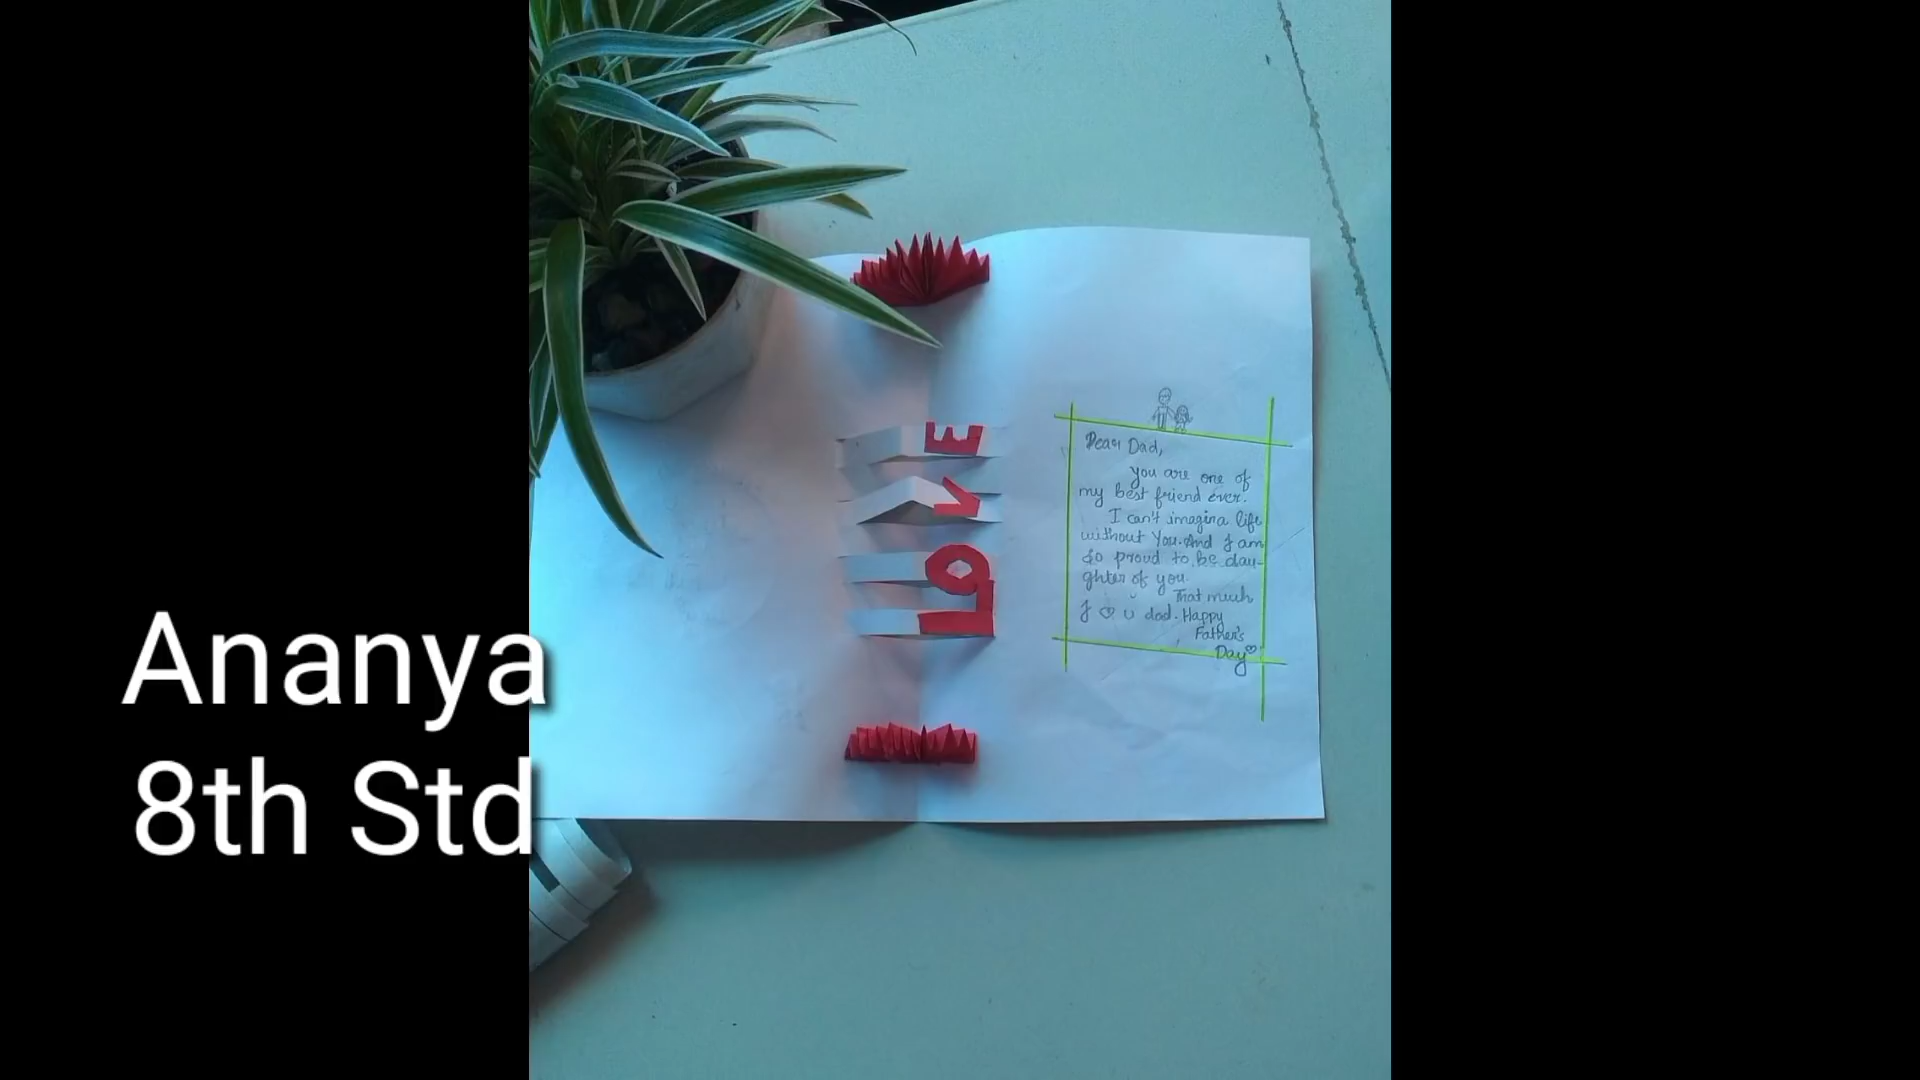 Ananya
8th Std
LOVE
Dear Dad,
you are one of
my best friend ever.
I can't imagina life
without You. And I am
so proud to be dau-
ghter of you.
That much
I ♡ u dad. Happy
Father's
Day♡